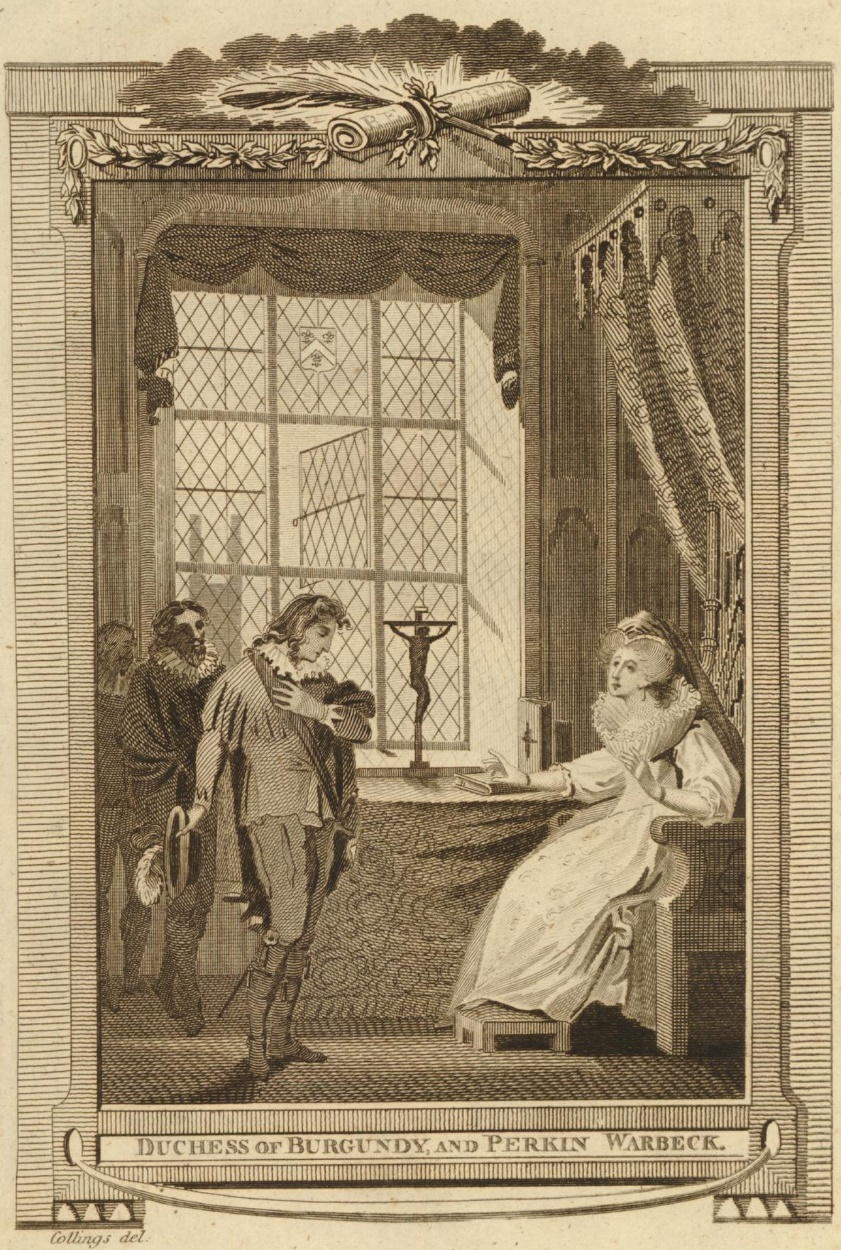 DUCHESS OF BURGUNDY, AND PERKIN WARBECK.
Collings del.